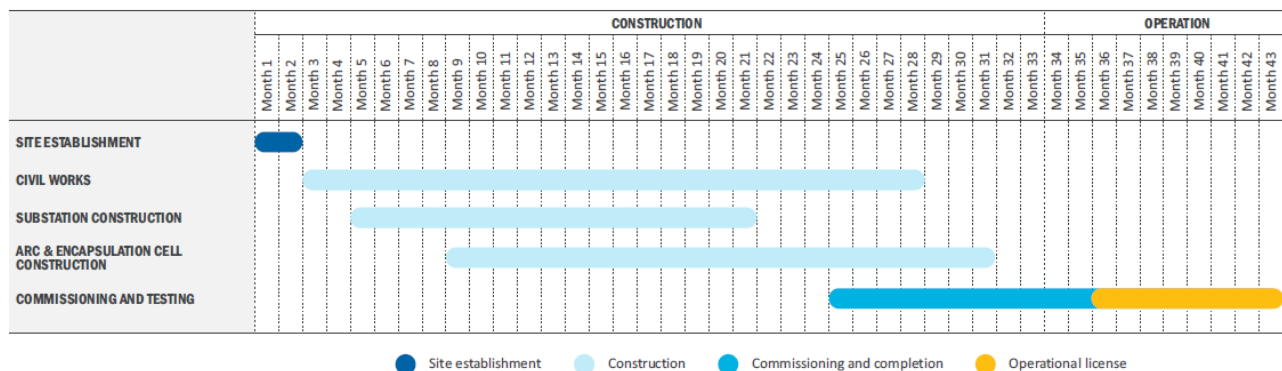 CONSTRUCTION OPERATION
Month 1 Month 2 Month 3 Month 4 Month 5 Month 6 Month 7 Month 8 Month 9 Month 10 Month 11 Month 12 Month 13 Month 14 Month 15 Month 16 Month 17 Month 18 Month 19 Month 20 Month 21 Month 22 Month 23 Month 24 Month 25 Month 26 Month 27 Month 28 Month 29 Month 30 Month 31 Month 32 Month 33 Month 34 Month 35 Month 36 Month 37 Month 38 Month 39 Month 40 Month 41 Month 42 Month 43
SITE ESTABLISHMENT
CIVIL WORKS
SUBSTATION CONSTRUCTION
ARC & ENCAPSULATION CELL
CONSTRUCTION
COMMISSIONING AND TESTING
Site establishment Construction Commissioning and completion Operational license